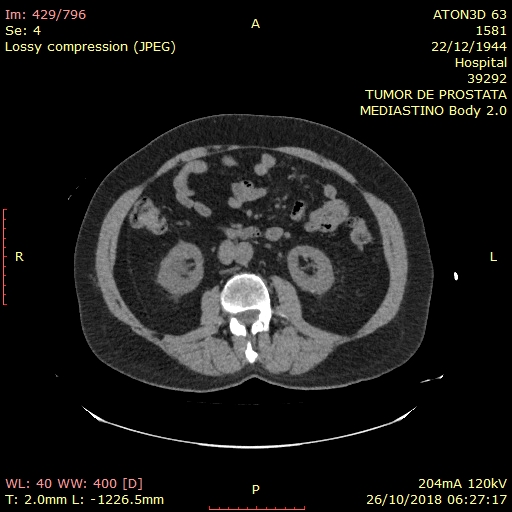 Im: 429/796
Se: 4
Lossy compression (JPEG)
A
ATON3D 63
1581
22/12/1944
Hospital
39292
TUMOR DE PROSTATA
MEDIASTINO Body 2.0
R
L
WL: 40 WW: 400 [D]
T: 2.0mm L: -1226.5mm
P
204mA 120kV
26/10/2018 06:27:17